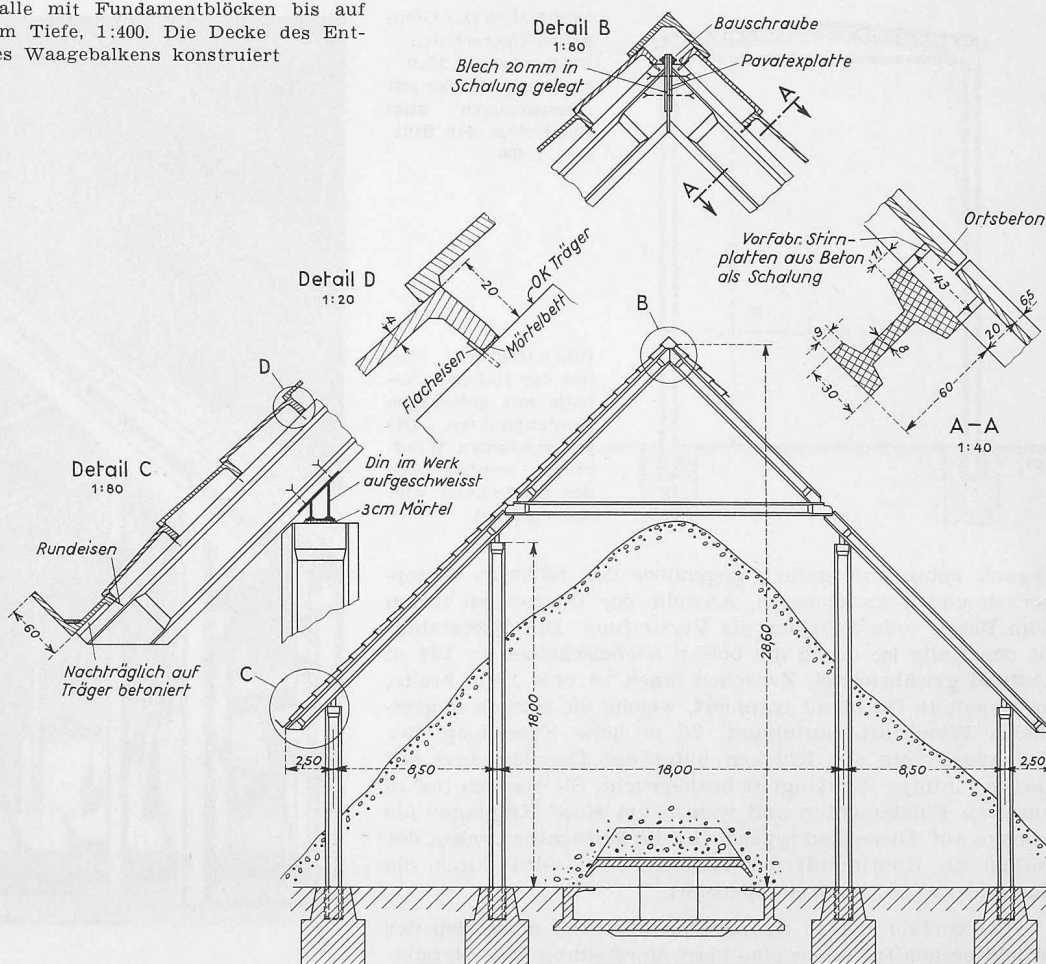 alle mit Fundamentblöcken bis auf
m Tiefe, 1:400. Die Decke des Ent-
es Waagebalkens konstruiert
Detail B
1:80
Bauschraube
Blech 20mm in
Schalung gelegt
Pavatexplatte
A
A
Ortsbeton
Vorfabr. Stirn-
platten aus Beton
als Schalung
11
43
65
20
9
8
60
30
A–A
1:40
Detail D
1:20
20
OK Träger
4
Mörtelbett
Flacheisen
B
D
Detail C
1:80
Din im Werk
aufgeschweisst
3cm Mörtel
Rundeisen
60
Nachträglich auf
Träger betoniert
C
28,60
18,00
2,50
8,50
18,00
8,50
2,50